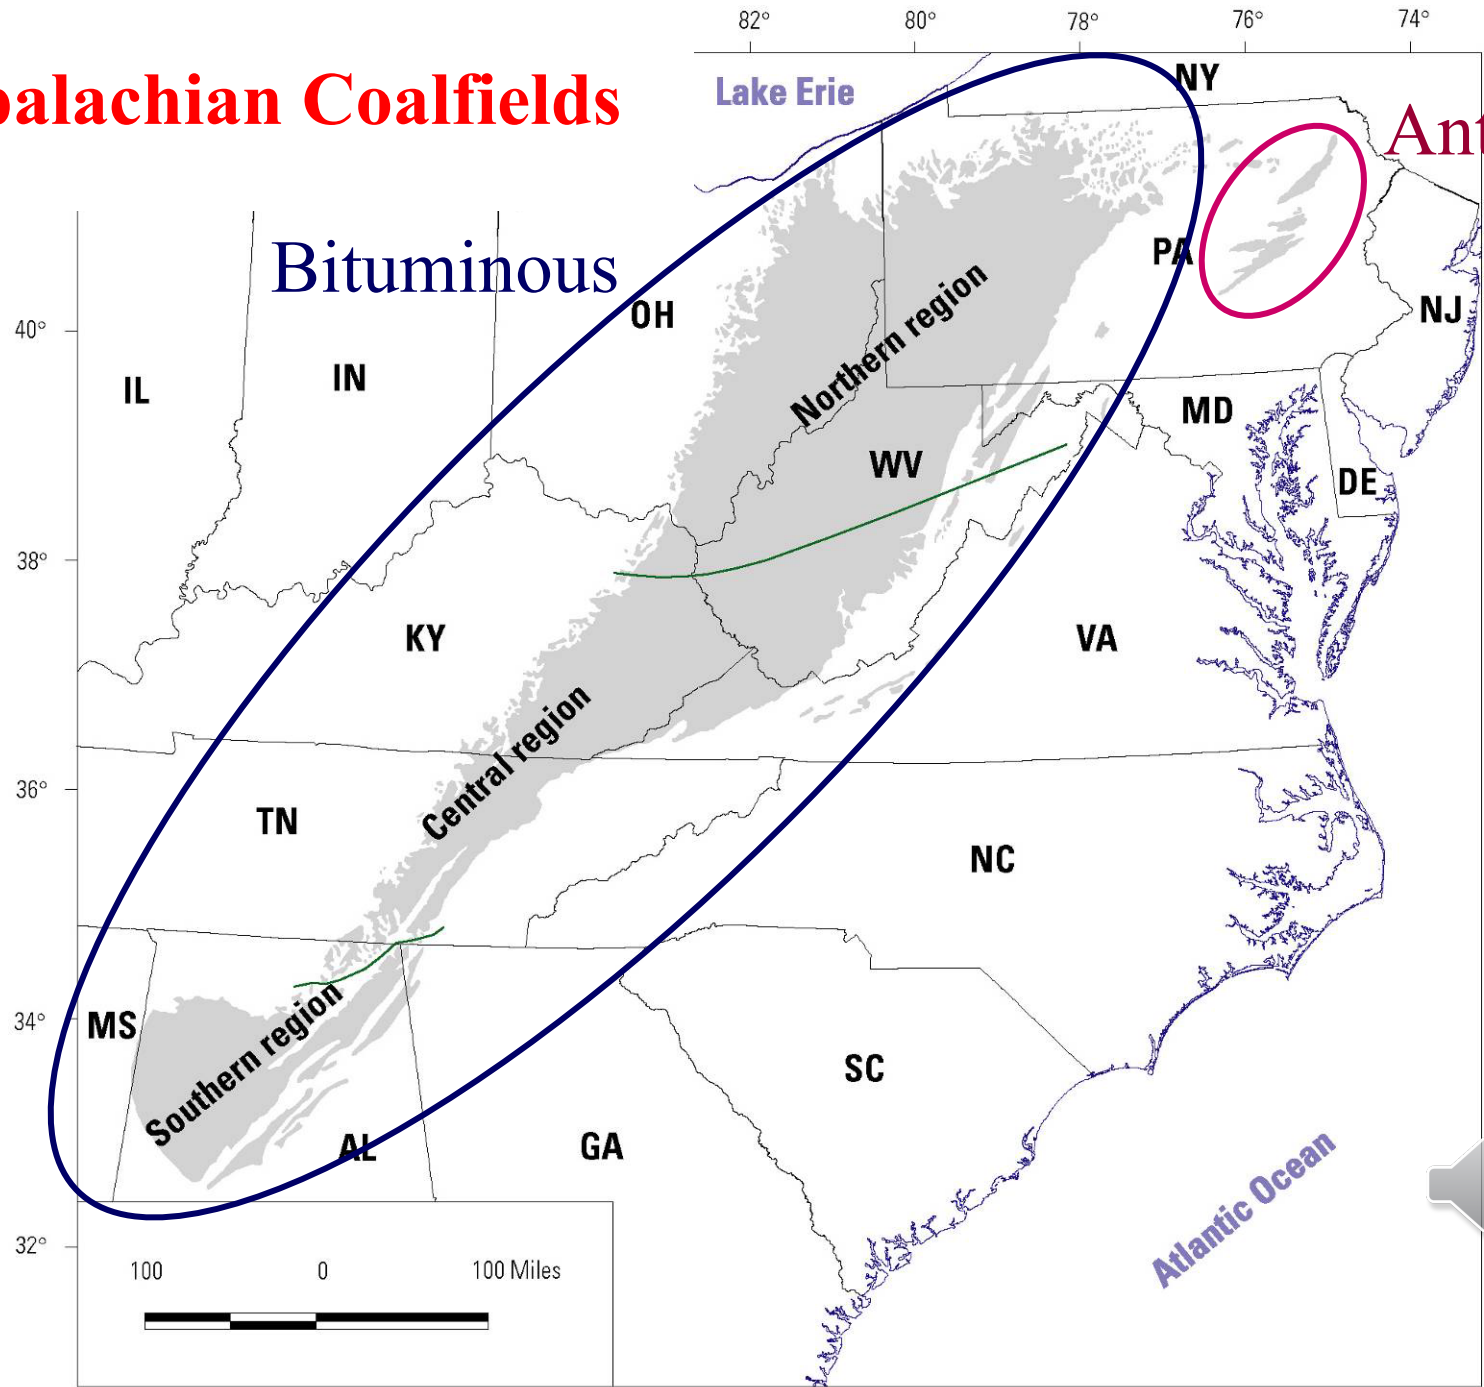 82° 80° 78° 76° 74°
palachian Coalfields
Lake Erie
NY
Ant
Bituminous
PA
OH
Northern region
NJ
40°
IL
IN
MD
WV
DE
38°
KY
VA
Central region
36°
TN
NC
34°
MS
Southern region
SC
AL
GA
Atlantic Ocean
32°
100 0 100 Miles